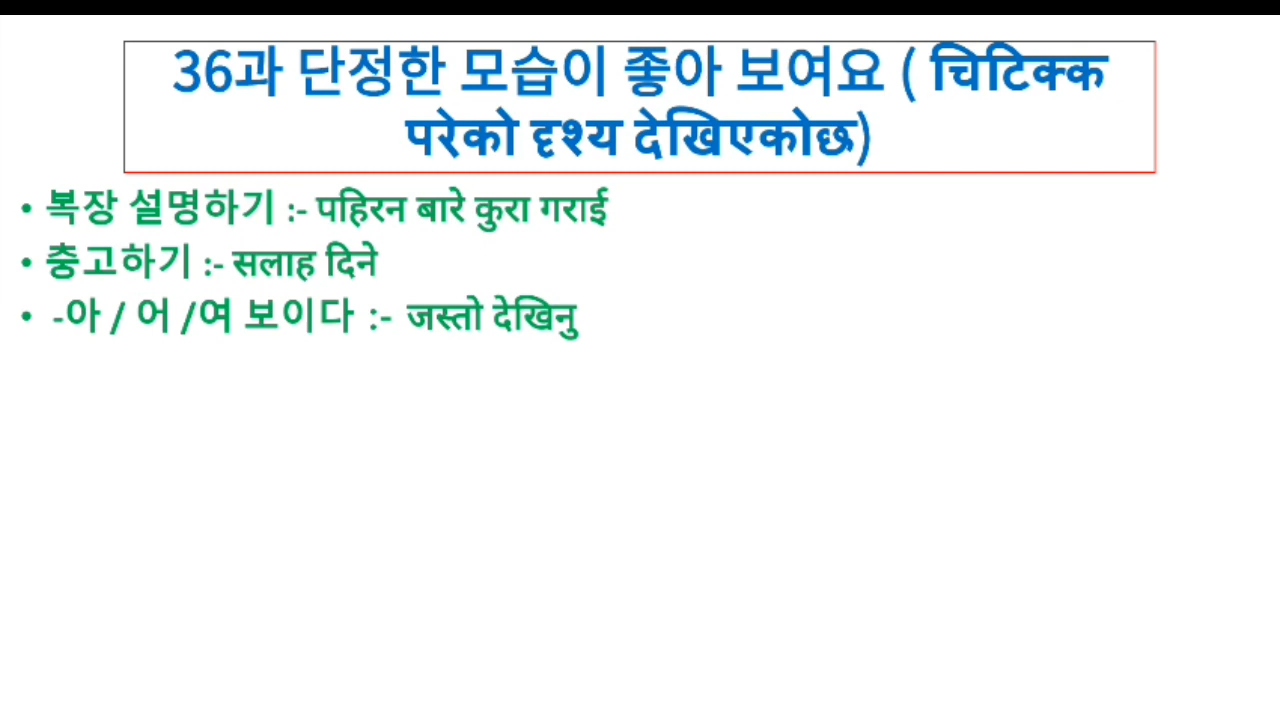 36과 단정한 모습이 좋아 보여요 ( चिटिक्क
परेको दृश्य देखिएकोछ)
• 복장 설명하기 :- पहिरन बारे कुरा गराई
• 충고하기 :- सलाह दिने
• -아 / 어 /여 보이다 :- जस्तो देखिनु